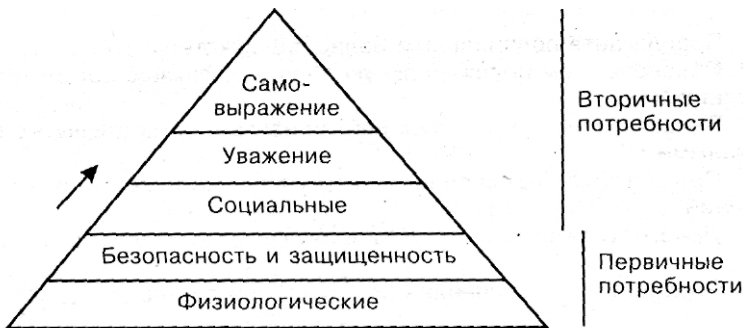 Само-
выражение
Уважение
Социальные
Безопасность и защищенность
Физиологические
Вторичные
потребности
Первичные
потребности